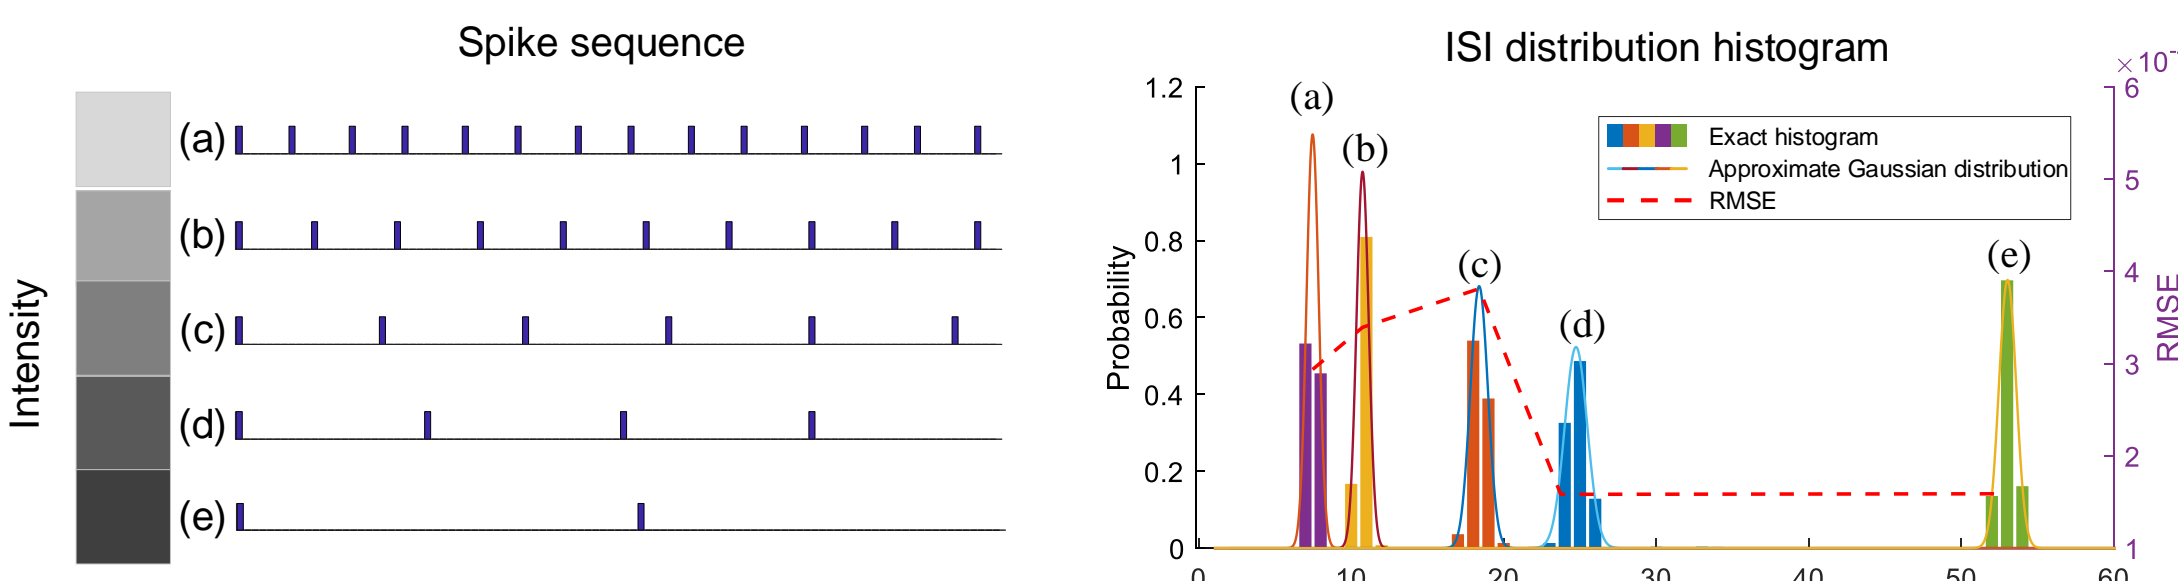 Spike sequence
Intensity
(a)
(b)
(c)
(d)
(e)
ISI distribution histogram
×10
Probability
RMSE
1.2
1
0.8
0.6
0.4
0.2
0
6
5
4
3
2
1
(a)
(b)
(c)
(d)
(e)
Exact histogram
Approximate Gaussian distribution
RMSE
0 10 20 30 40 50 60